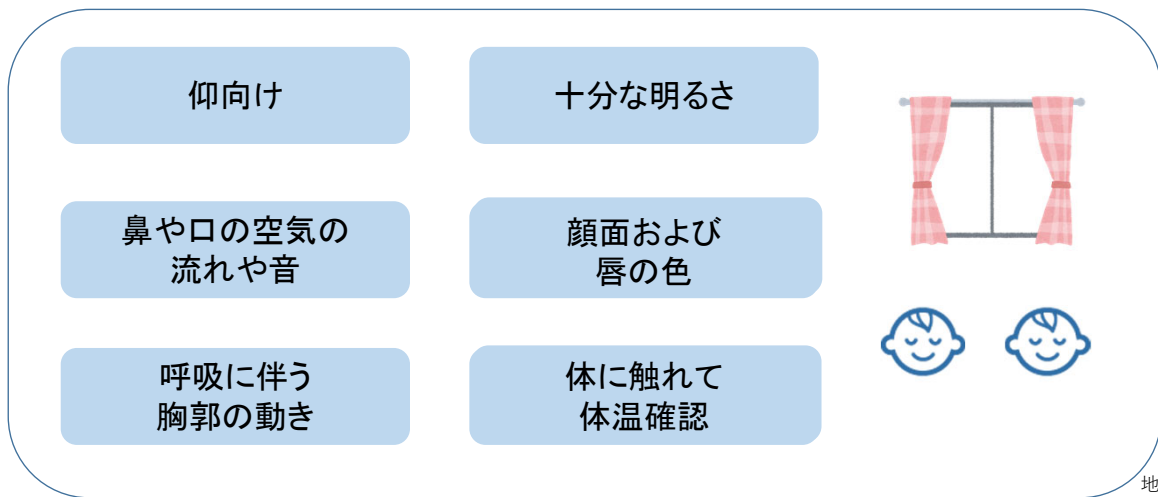 仰向け
十分な明るさ
鼻や口の空気の
流れや音
顔面および
唇の色
呼吸に伴う
胸郭の動き
体に触れて
体温確認
地